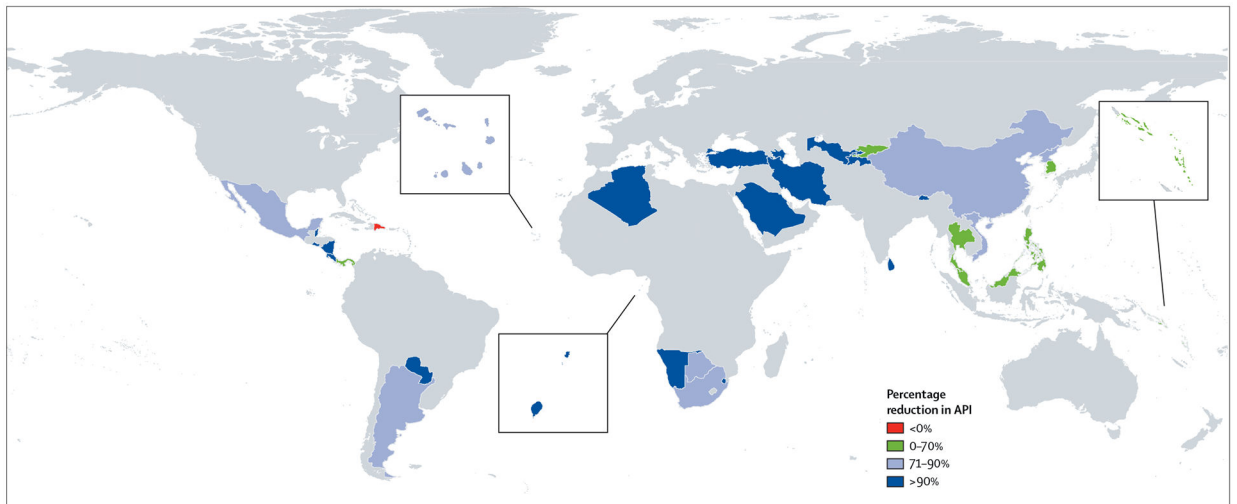 Percentage
reduction in API
<0%
0–70%
71–90%
>90%